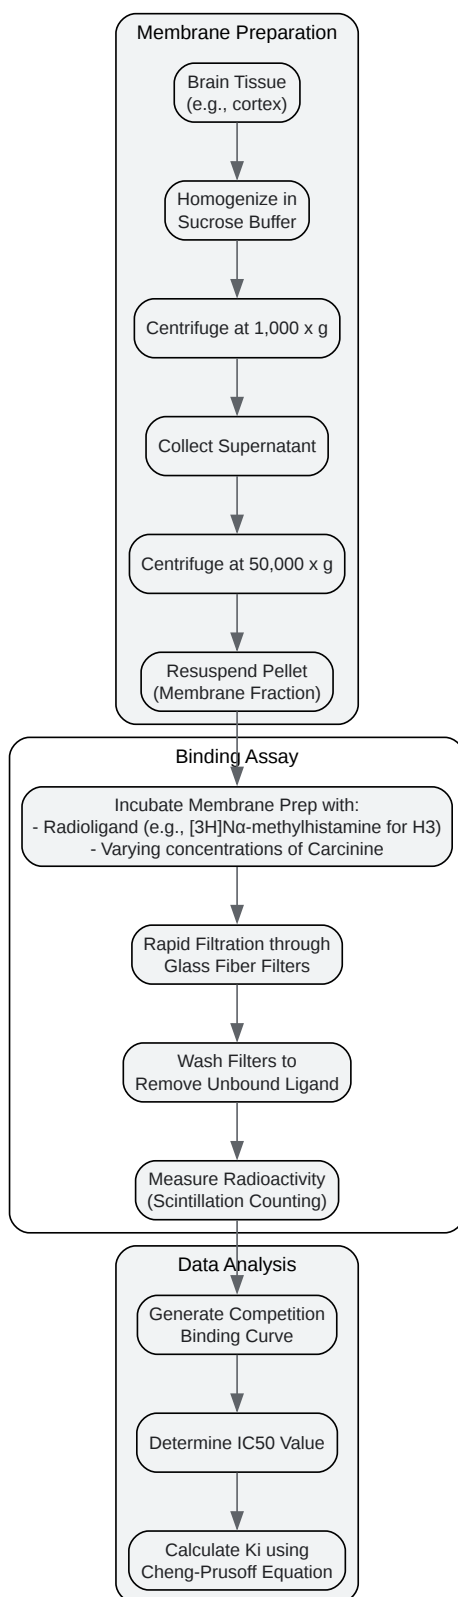 Membrane Preparation
Brain Tissue
(e.g., cortex)
Homogenize in
Sucrose Buffer
Centrifuge at 1,000 x g
Collect Supernatant
Centrifuge at 50,000 x g
Resuspend Pellet
(Membrane Fraction)
Binding Assay
Incubate Membrane Prep with:
- Radioligand (e.g., [3H]Nα-methylhistamine for H3)
- Varying concentrations of Carcinine
Rapid Filtration through
Glass Fiber Filters
Wash Filters to
Remove Unbound Ligand
Measure Radioactivity
(Scintillation Counting)
Data Analysis
Generate Competition
Binding Curve
Determine IC50 Value
Calculate Ki using
Cheng-Prusoff Equation